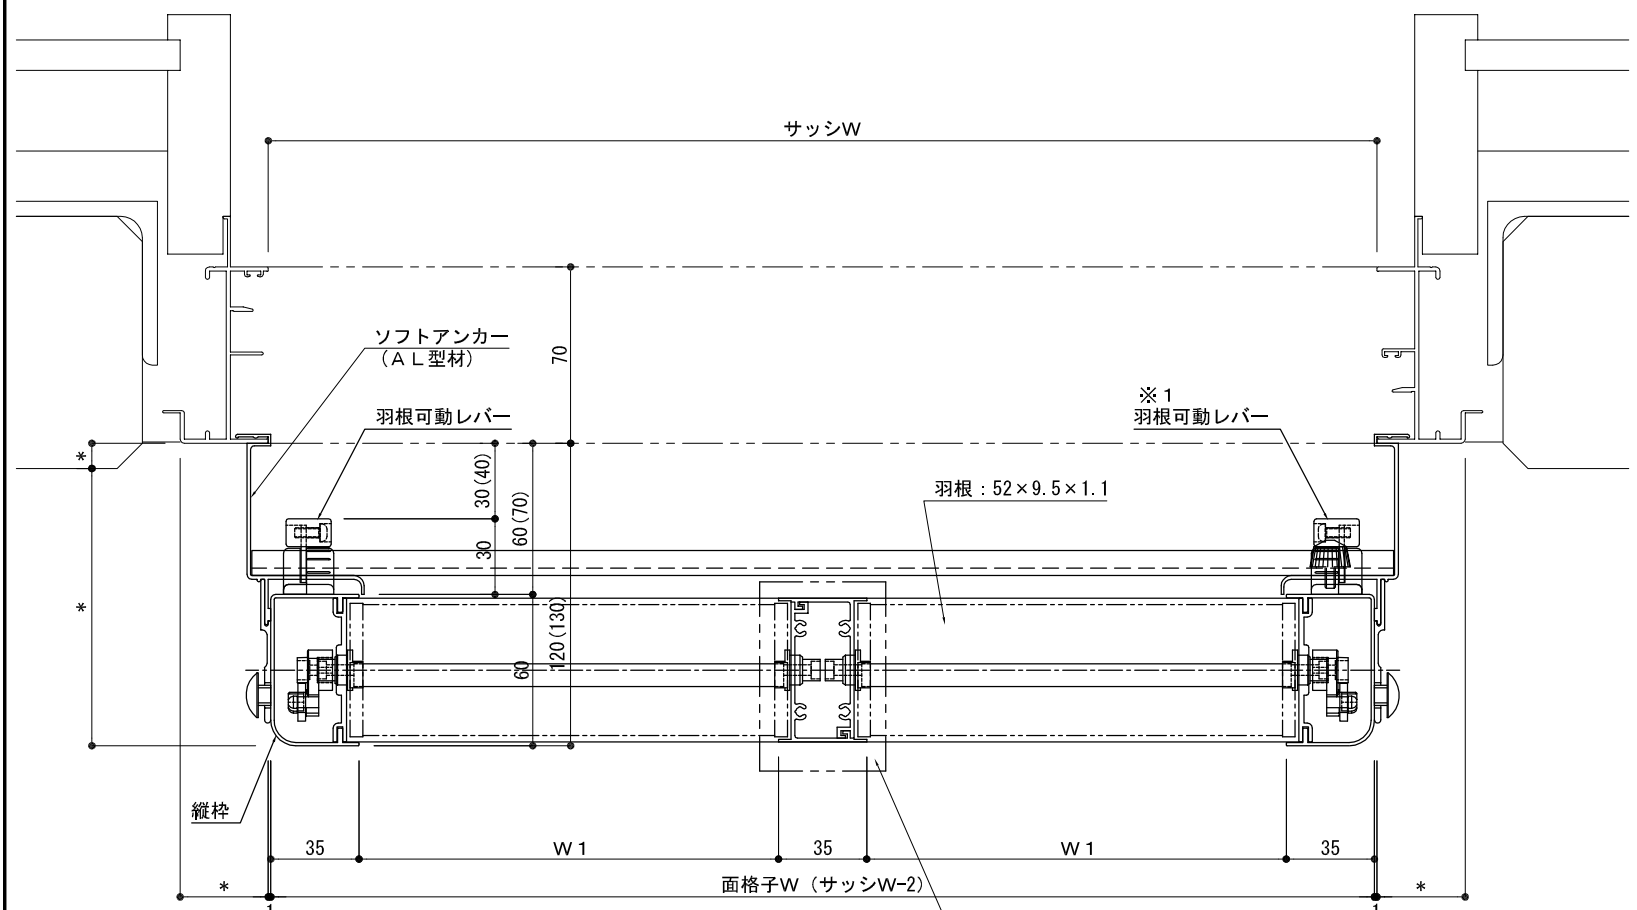 サッシW
ソフトアンカー
(AL型材)
70
羽根可動レバー
※1
羽根可動レバー
*
30(40)
60(70)
羽根：52×9.5×1.1
30
*
120(130)
60
縦枠
35
W1
35
W1
35
*
面格子W（サッシW-2）
*
1
1